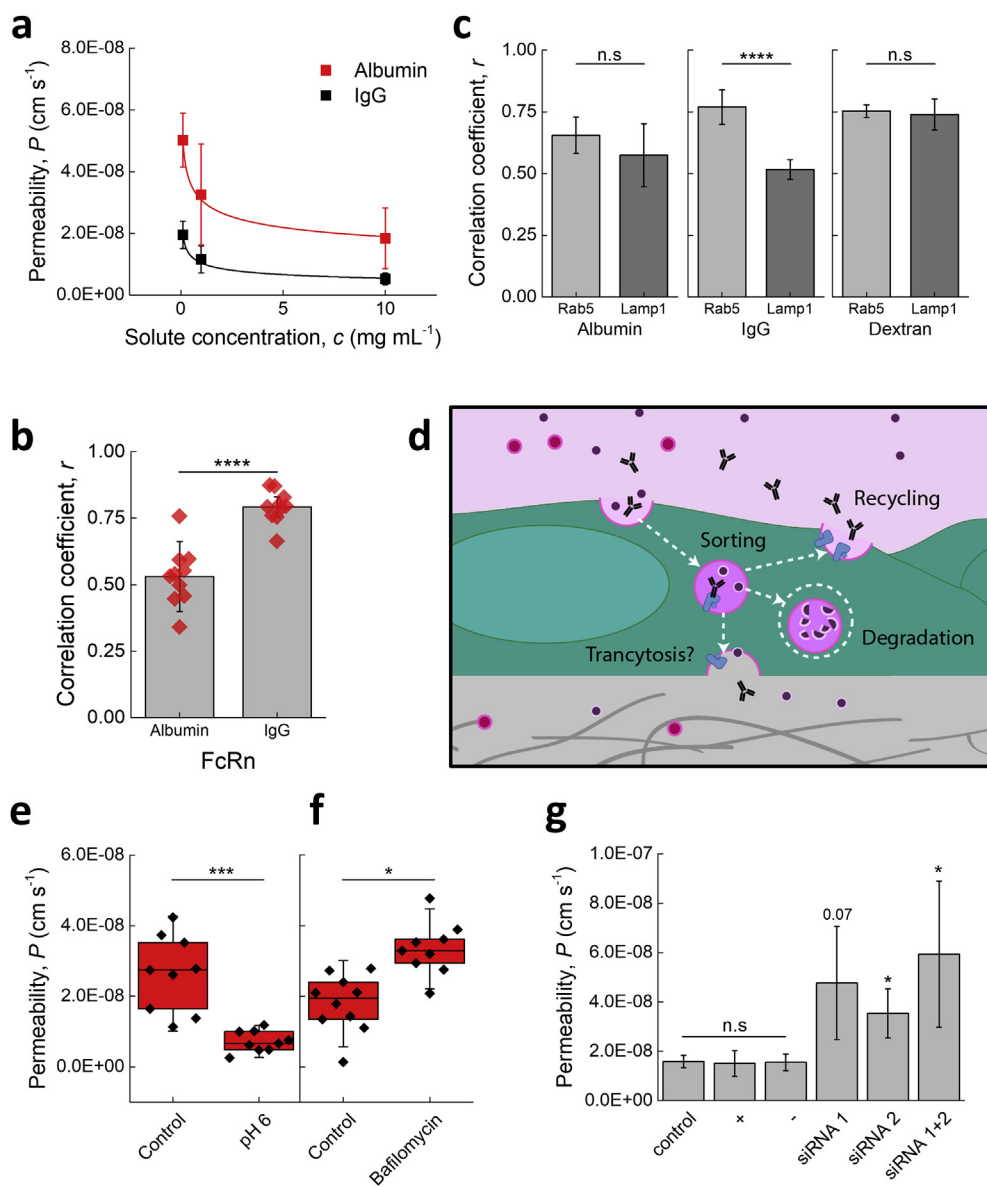 a
8.0E-08
6.0E-08
4.0E-08
2.0E-08
0.0E+00
Permeability, P (cm s⁻¹)
Albumin
IgG
0
5
10
Solute concentration, c (mg mL⁻¹)
c
1.00
0.75
0.50
0.25
0.00
Correlation coefficient, r
n.s
****
n.s
Rab5 Lamp1 Rab5 Lamp1 Rab5 Lamp1
Albumin IgG Dextran
b
1.00
0.75
0.50
0.25
0.00
Correlation coefficient, r
****
Albumin IgG
FcRn
d
Recycling
Sorting
Degradation
Trancytosis?
e
6.0E-08
4.0E-08
2.0E-08
0.0E+00
Permeability, P (cm s⁻¹)
***
Control
pH 6
f
*
Control
Bafilomycin
g
1.0E-07
8.0E-08
6.0E-08
4.0E-08
2.0E-08
0.0E+00
Permeability, P (cm s⁻¹)
n.s
0.07
*
*
control
+
-
siRNA 1
siRNA 2
siRNA 1+2